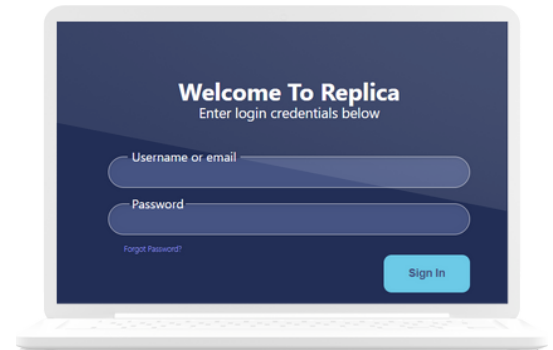 Welcome To Replica
Enter login credentials below
Username or email
Password
Forgot Password?
Sign In